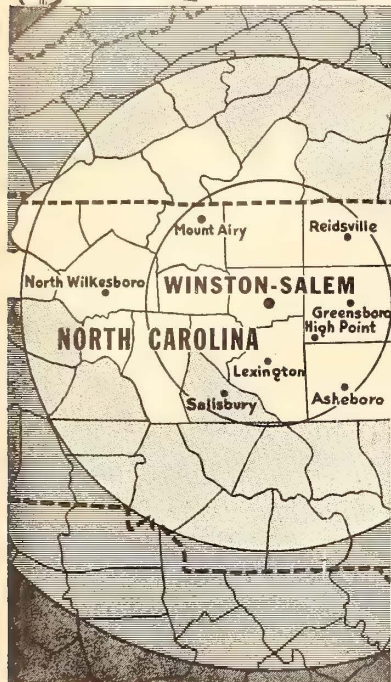 Mount Airy
Reidsville
North Wilkesboro
WINSTON-SALEM
Greensboro
High Point
NORTH CAROLINA
Lexington
Salisbury
Asheboro